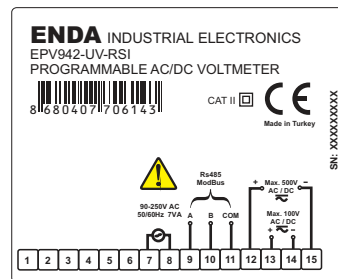 ENDA INDUSTRIAL ELECTRONICS
EPV942-UV-RSI
PROGRAMMABLE AC/DC VOLTMETER
8 680407 706143
CAT II
CE
Made in Turkey
SN: XXXXXXXXX
90-250V AC
50/60Hz 7VA
Rs485
ModBus
A B COM
+ Max. 500V -
AC / DC
Max. 100V
AC / DC
+ -
1 2 3 4 5 6 7 8 9 10 11 12 13 14 15